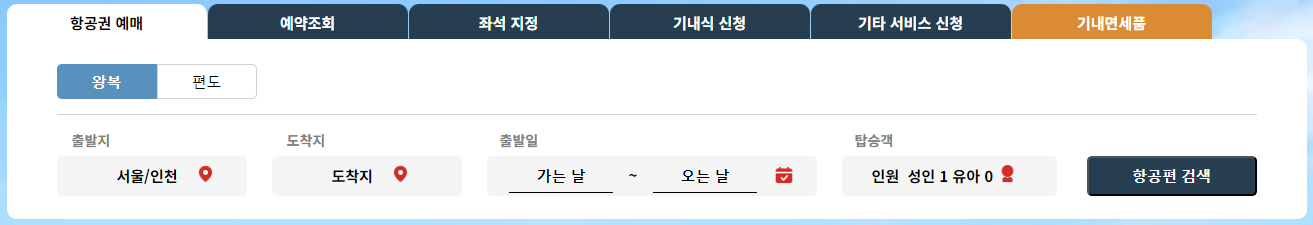 항공권 예매 예약조회 좌석 지정 기내식 신청 기타 서비스 신청 기내면세품
왕복 편도
출발지 도착지 출발일 탑승객
서울/인천 도착지 가는 날 ~ 오는 날 인원 성인 1 유아 0 항공편 검색